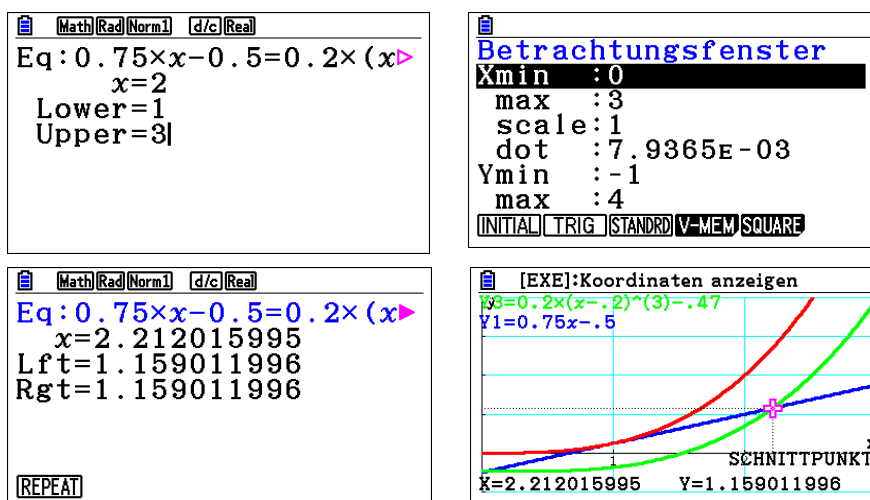 Math Rad Norm1 d/c Real
Eq:0.75×x-0.5=0.2×(x
x=2
Lower=1
Upper=3
Betrachtungsfenster
Xmin :0
max :3
scale:1
dot :7.9365E-03
Ymin :-1
max :4
INITIAL TRIG STANDRD V-MEM SQUARE
Math Rad Norm1 d/c Real
Eq:0.75×x-0.5=0.2×(x
x=2.212015995
Lft=1.159011996
Rgt=1.159011996
REPEAT
[EXE]:Koordinaten anzeigen
y
Y3=0.2×(x-.2)^(3)-.47
Y1=0.75x-.5
x
1
SCHNITTPUNKT
X=2.212015995 Y=1.159011996